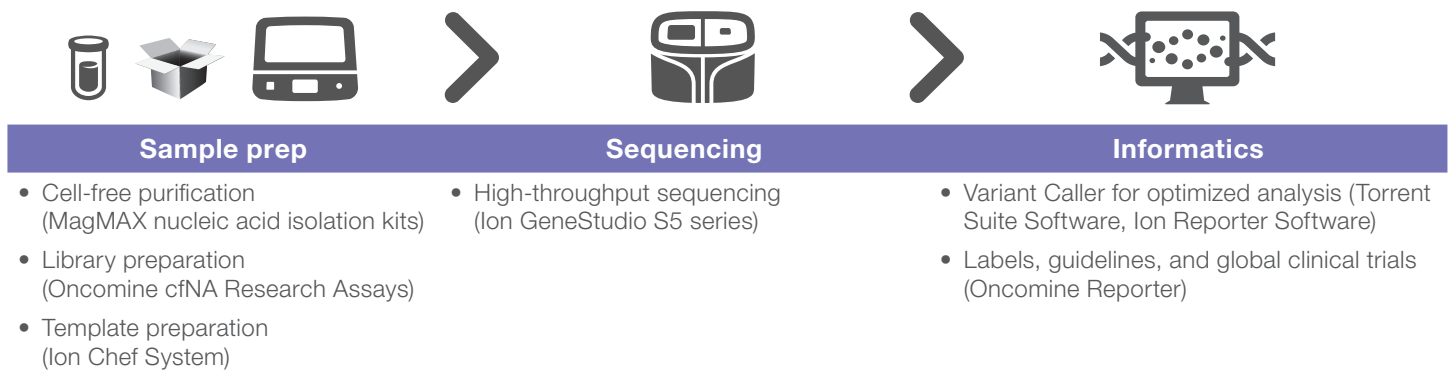 Sample prep
Sequencing
Informatics
• Cell-free purification
(MagMAX nucleic acid isolation kits)
• Library preparation
(Oncomine cfNA Research Assays)
• Template preparation
(Ion Chef System)
• High-throughput sequencing
(Ion GeneStudio S5 series)
• Variant Caller for optimized analysis (Torrent
Suite Software, Ion Reporter Software)
• Labels, guidelines, and global clinical trials
(Oncomine Reporter)